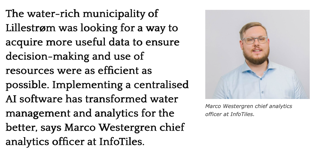 The water-rich municipality of
Lillestrøm was looking for a way to
acquire more useful data to ensure
decision-making and use of
resources were as efficient as
possible. Implementing a centralised
AI software has transformed water
management and analytics for the
better, says Marco Westergren chief
analytics officer at InfoTiles.
Marco Westergren chief analytics
officer at InfoTiles.